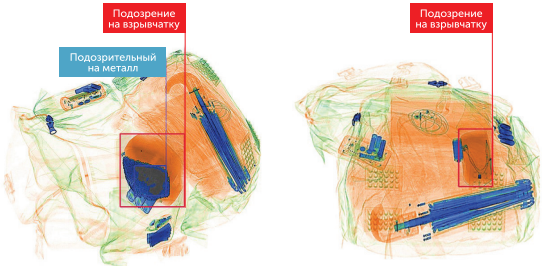 Подозрение
на взрывчатку
Подозрительный
на металл
Подозрение
на взрывчатку